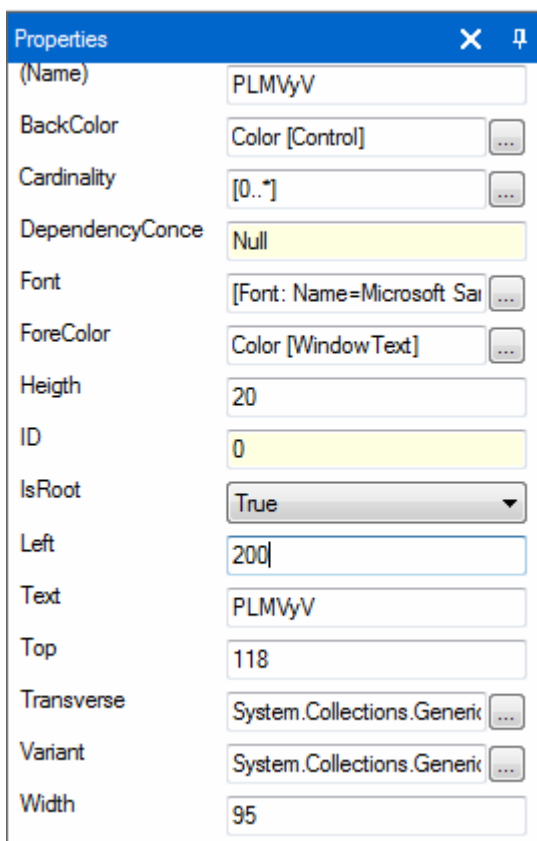 Properties
(Name) PLMVyV
BackColor Color [Control] ...
Cardinality [0..*] ...
DependencyConce Null
Font [Font: Name=Microsoft Sar ...
ForeColor Color [WindowText] ...
Heigth 20
ID 0
IsRoot True
Left 200
Text PLMVyV
Top 118
Transverse System.Collections.Generic ...
Variant System.Collections.Generic ...
Width 95